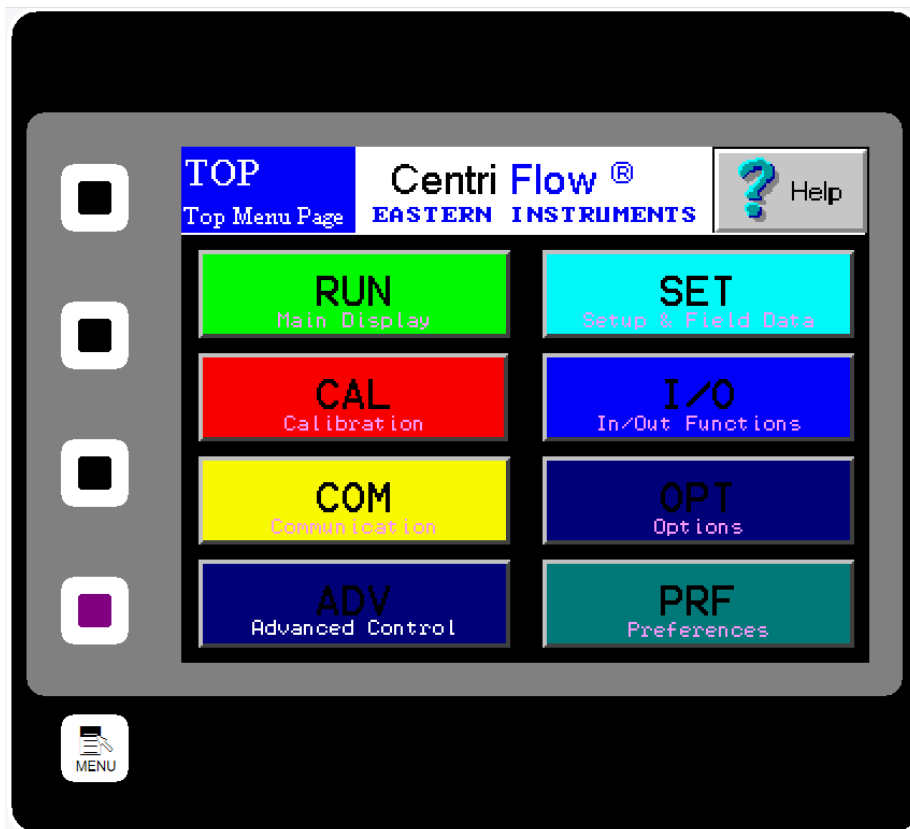 TOP
Top Menu Page
Centri Flow ®
EASTERN INSTRUMENTS
Help
RUN
Main Display
SET
Setup & Field Data
CAL
Calibration
I/O
In/Out Functions
COM
Communication
OPT
Options
ADV
Advanced Control
PRF
Preferences
MENU